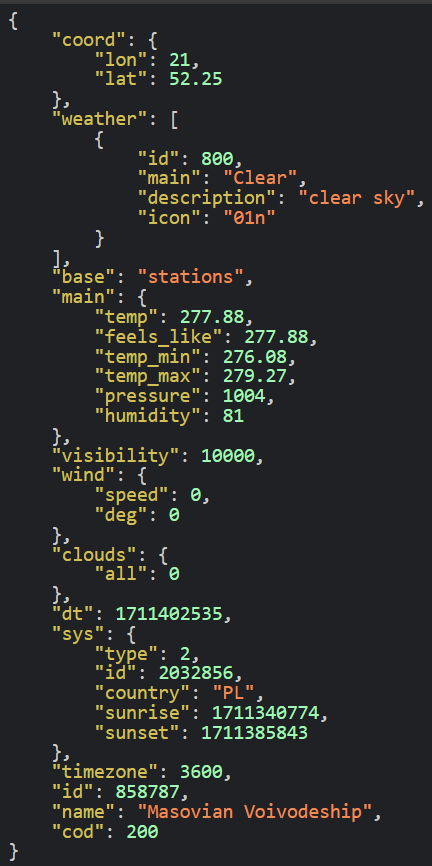 {
"coord": {
"lon": 21,
"lat": 52.25
},
"weather": [
{
"id": 800,
"main": "Clear",
"description": "clear sky",
"icon": "01n"
}
],
"base": "stations",
"main": {
"temp": 277.88,
"feels_like": 277.88,
"temp_min": 276.08,
"temp_max": 279.27,
"pressure": 1004,
"humidity": 81
},
"visibility": 10000,
"wind": {
"speed": 0,
"deg": 0
},
"clouds": {
"all": 0
},
"dt": 1711402535,
"sys": {
"type": 2,
"id": 2032856,
"country": "PL",
"sunrise": 1711340774,
"sunset": 1711385843
},
"timezone": 3600,
"id": 858787,
"name": "Masovian Voivodeship",
"cod": 200
}